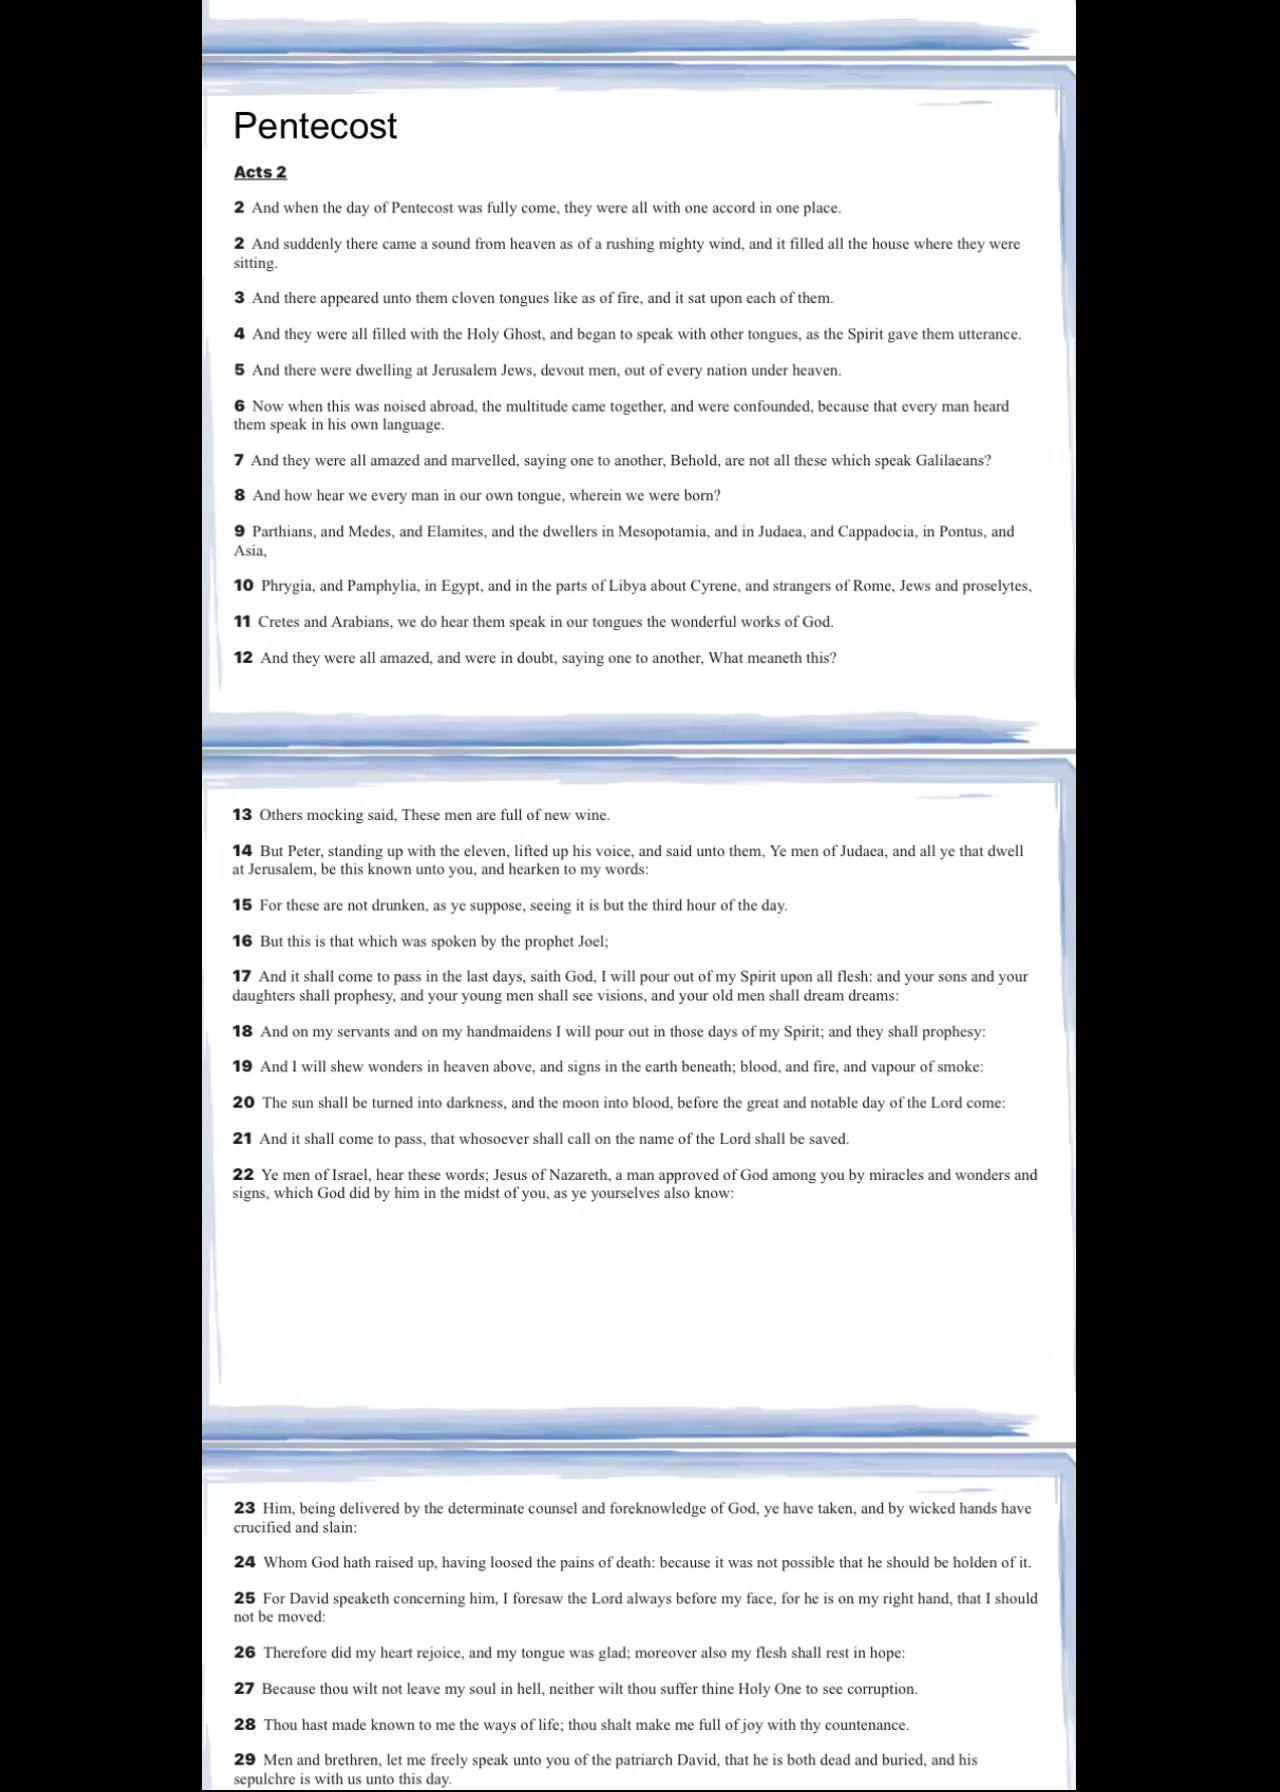 Pentecost
Acts 2
2 And when the day of Pentecost was fully come, they were all with one accord in one place.
2 And suddenly there came a sound from heaven as of a rushing mighty wind, and it filled all the house where they were
sitting.
3 And there appeared unto them cloven tongues like as of fire, and it sat upon each of them.
4 And they were all filled with the Holy Ghost, and began to speak with other tongues, as the Spirit gave them utterance.
5 And there were dwelling at Jerusalem Jews, devout men, out of every nation under heaven.
6 Now when this was noised abroad, the multitude came together, and were confounded, because that every man heard
them speak in his own language.
7 And they were all amazed and marvelled, saying one to another, Behold, are not all these which speak Galilaeans?
8 And how hear we every man in our own tongue, wherein we were born?
9 Parthians, and Medes, and Elamites, and the dwellers in Mesopotamia, and in Judaea, and Cappadocia, in Pontus, and
Asia,
10 Phrygia, and Pamphylia, in Egypt, and in the parts of Libya about Cyrene, and strangers of Rome, Jews and proselytes,
11 Cretes and Arabians, we do hear them speak in our tongues the wonderful works of God.
12 And they were all amazed, and were in doubt, saying one to another, What meaneth this?
13 Others mocking said, These men are full of new wine.
14 But Peter, standing up with the eleven, lifted up his voice, and said unto them, Ye men of Judaea, and all ye that dwell
at Jerusalem, be this known unto you, and hearken to my words:
15 For these are not drunken, as ye suppose, seeing it is but the third hour of the day.
16 But this is that which was spoken by the prophet Joel;
17 And it shall come to pass in the last days, saith God, I will pour out of my Spirit upon all flesh: and your sons and your
daughters shall prophesy, and your young men shall see visions, and your old men shall dream dreams:
18 And on my servants and on my handmaidens I will pour out in those days of my Spirit; and they shall prophesy:
19 And I will shew wonders in heaven above, and signs in the earth beneath; blood, and fire, and vapour of smoke:
20 The sun shall be turned into darkness, and the moon into blood, before the great and notable day of the Lord come:
21 And it shall come to pass, that whosoever shall call on the name of the Lord shall be saved.
22 Ye men of Israel, hear these words; Jesus of Nazareth, a man approved of God among you by miracles and wonders and
signs, which God did by him in the midst of you, as ye yourselves also know:
23 Him, being delivered by the determinate counsel and foreknowledge of God, ye have taken, and by wicked hands have
crucified and slain:
24 Whom God hath raised up, having loosed the pains of death: because it was not possible that he should be holden of it.
25 For David speaketh concerning him, I foresaw the Lord always before my face, for he is on my right hand, that I should
not be moved:
26 Therefore did my heart rejoice, and my tongue was glad; moreover also my flesh shall rest in hope:
27 Because thou wilt not leave my soul in hell, neither wilt thou suffer thine Holy One to see corruption.
28 Thou hast made known to me the ways of life; thou shalt make me full of joy with thy countenance.
29 Men and brethren, let me freely speak unto you of the patriarch David, that he is both dead and buried, and his
sepulchre is with us unto this day.